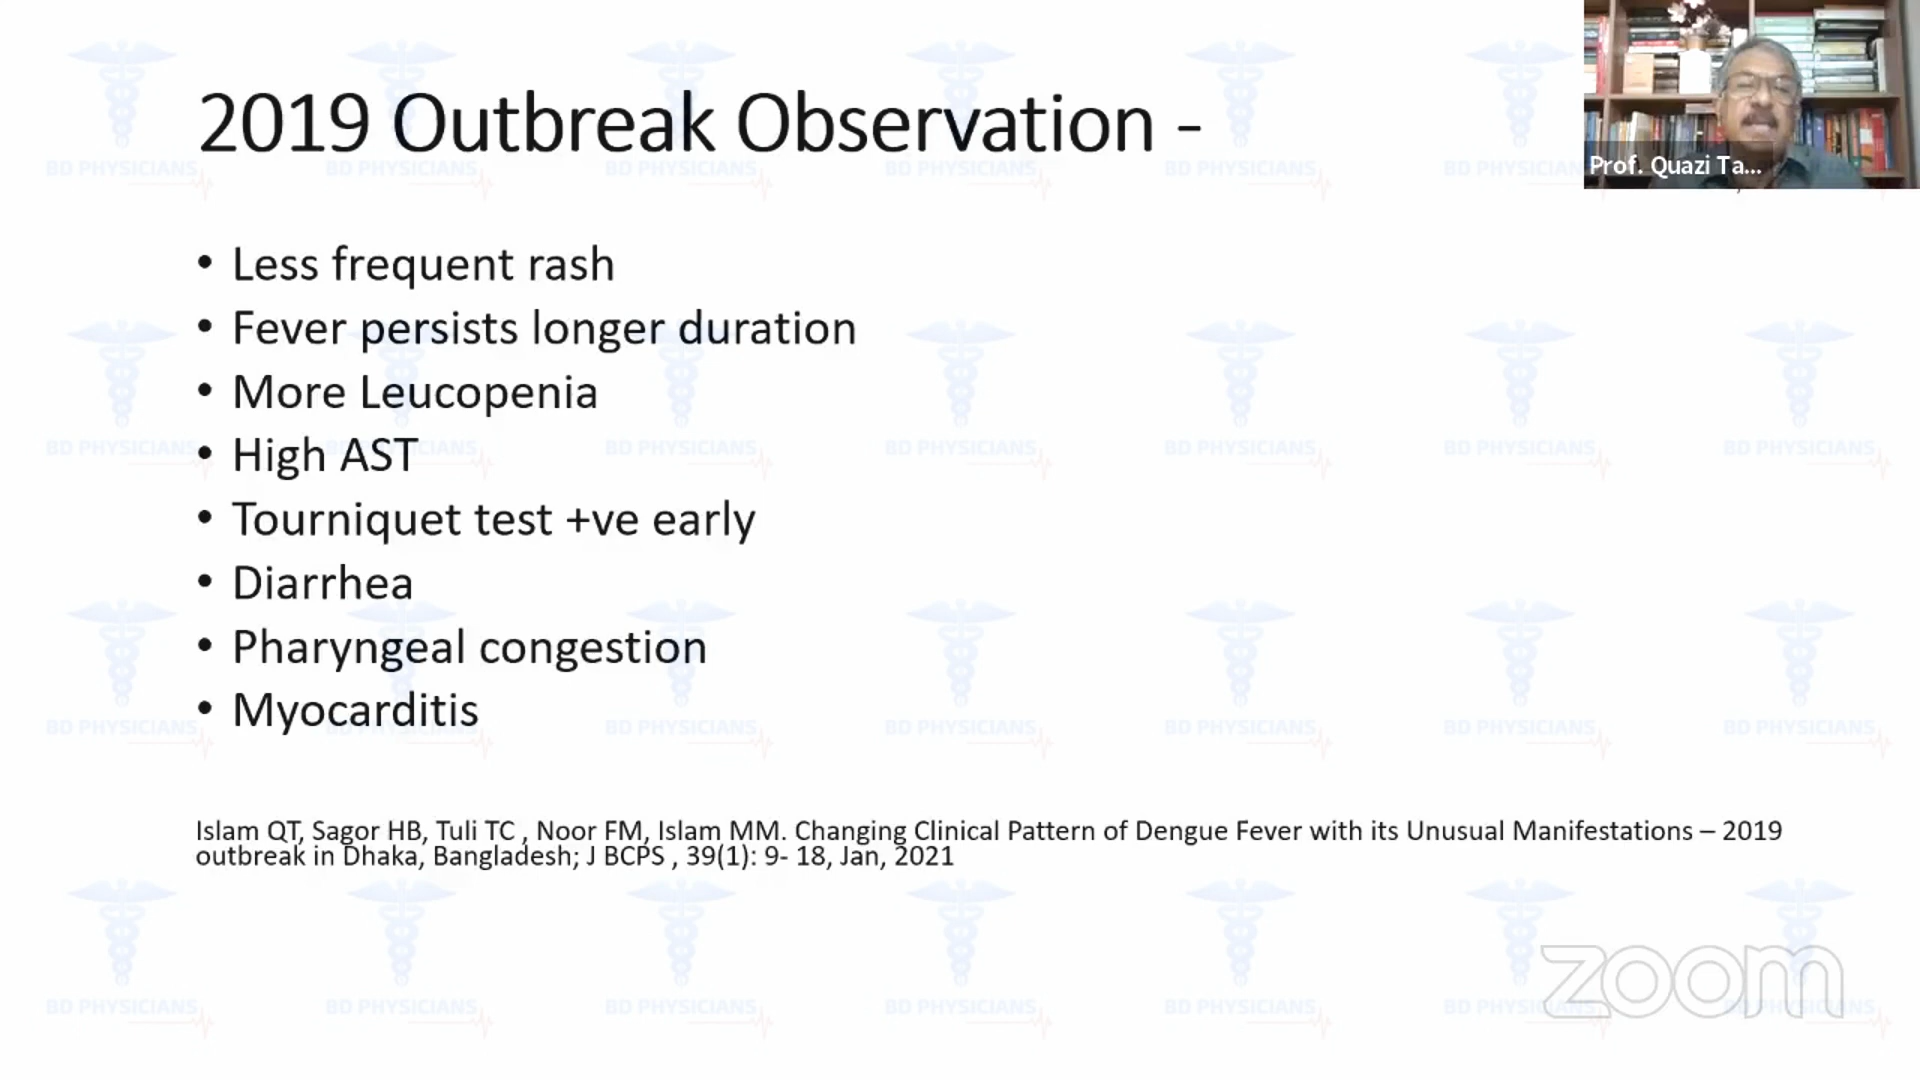 2019 Outbreak Observation -
Prof. Quazi Ta...
• Less frequent rash
• Fever persists longer duration
• More Leucopenia
• High AST
• Tourniquet test +ve early
• Diarrhea
• Pharyngeal congestion
• Myocarditis
Islam QT, Sagor HB, Tuli TC , Noor FM, Islam MM. Changing Clinical Pattern of Dengue Fever with its Unusual Manifestations – 2019
outbreak in Dhaka, Bangladesh; J BCPS , 39(1): 9- 18, Jan, 2021
zoom
BD PHYSICIANS